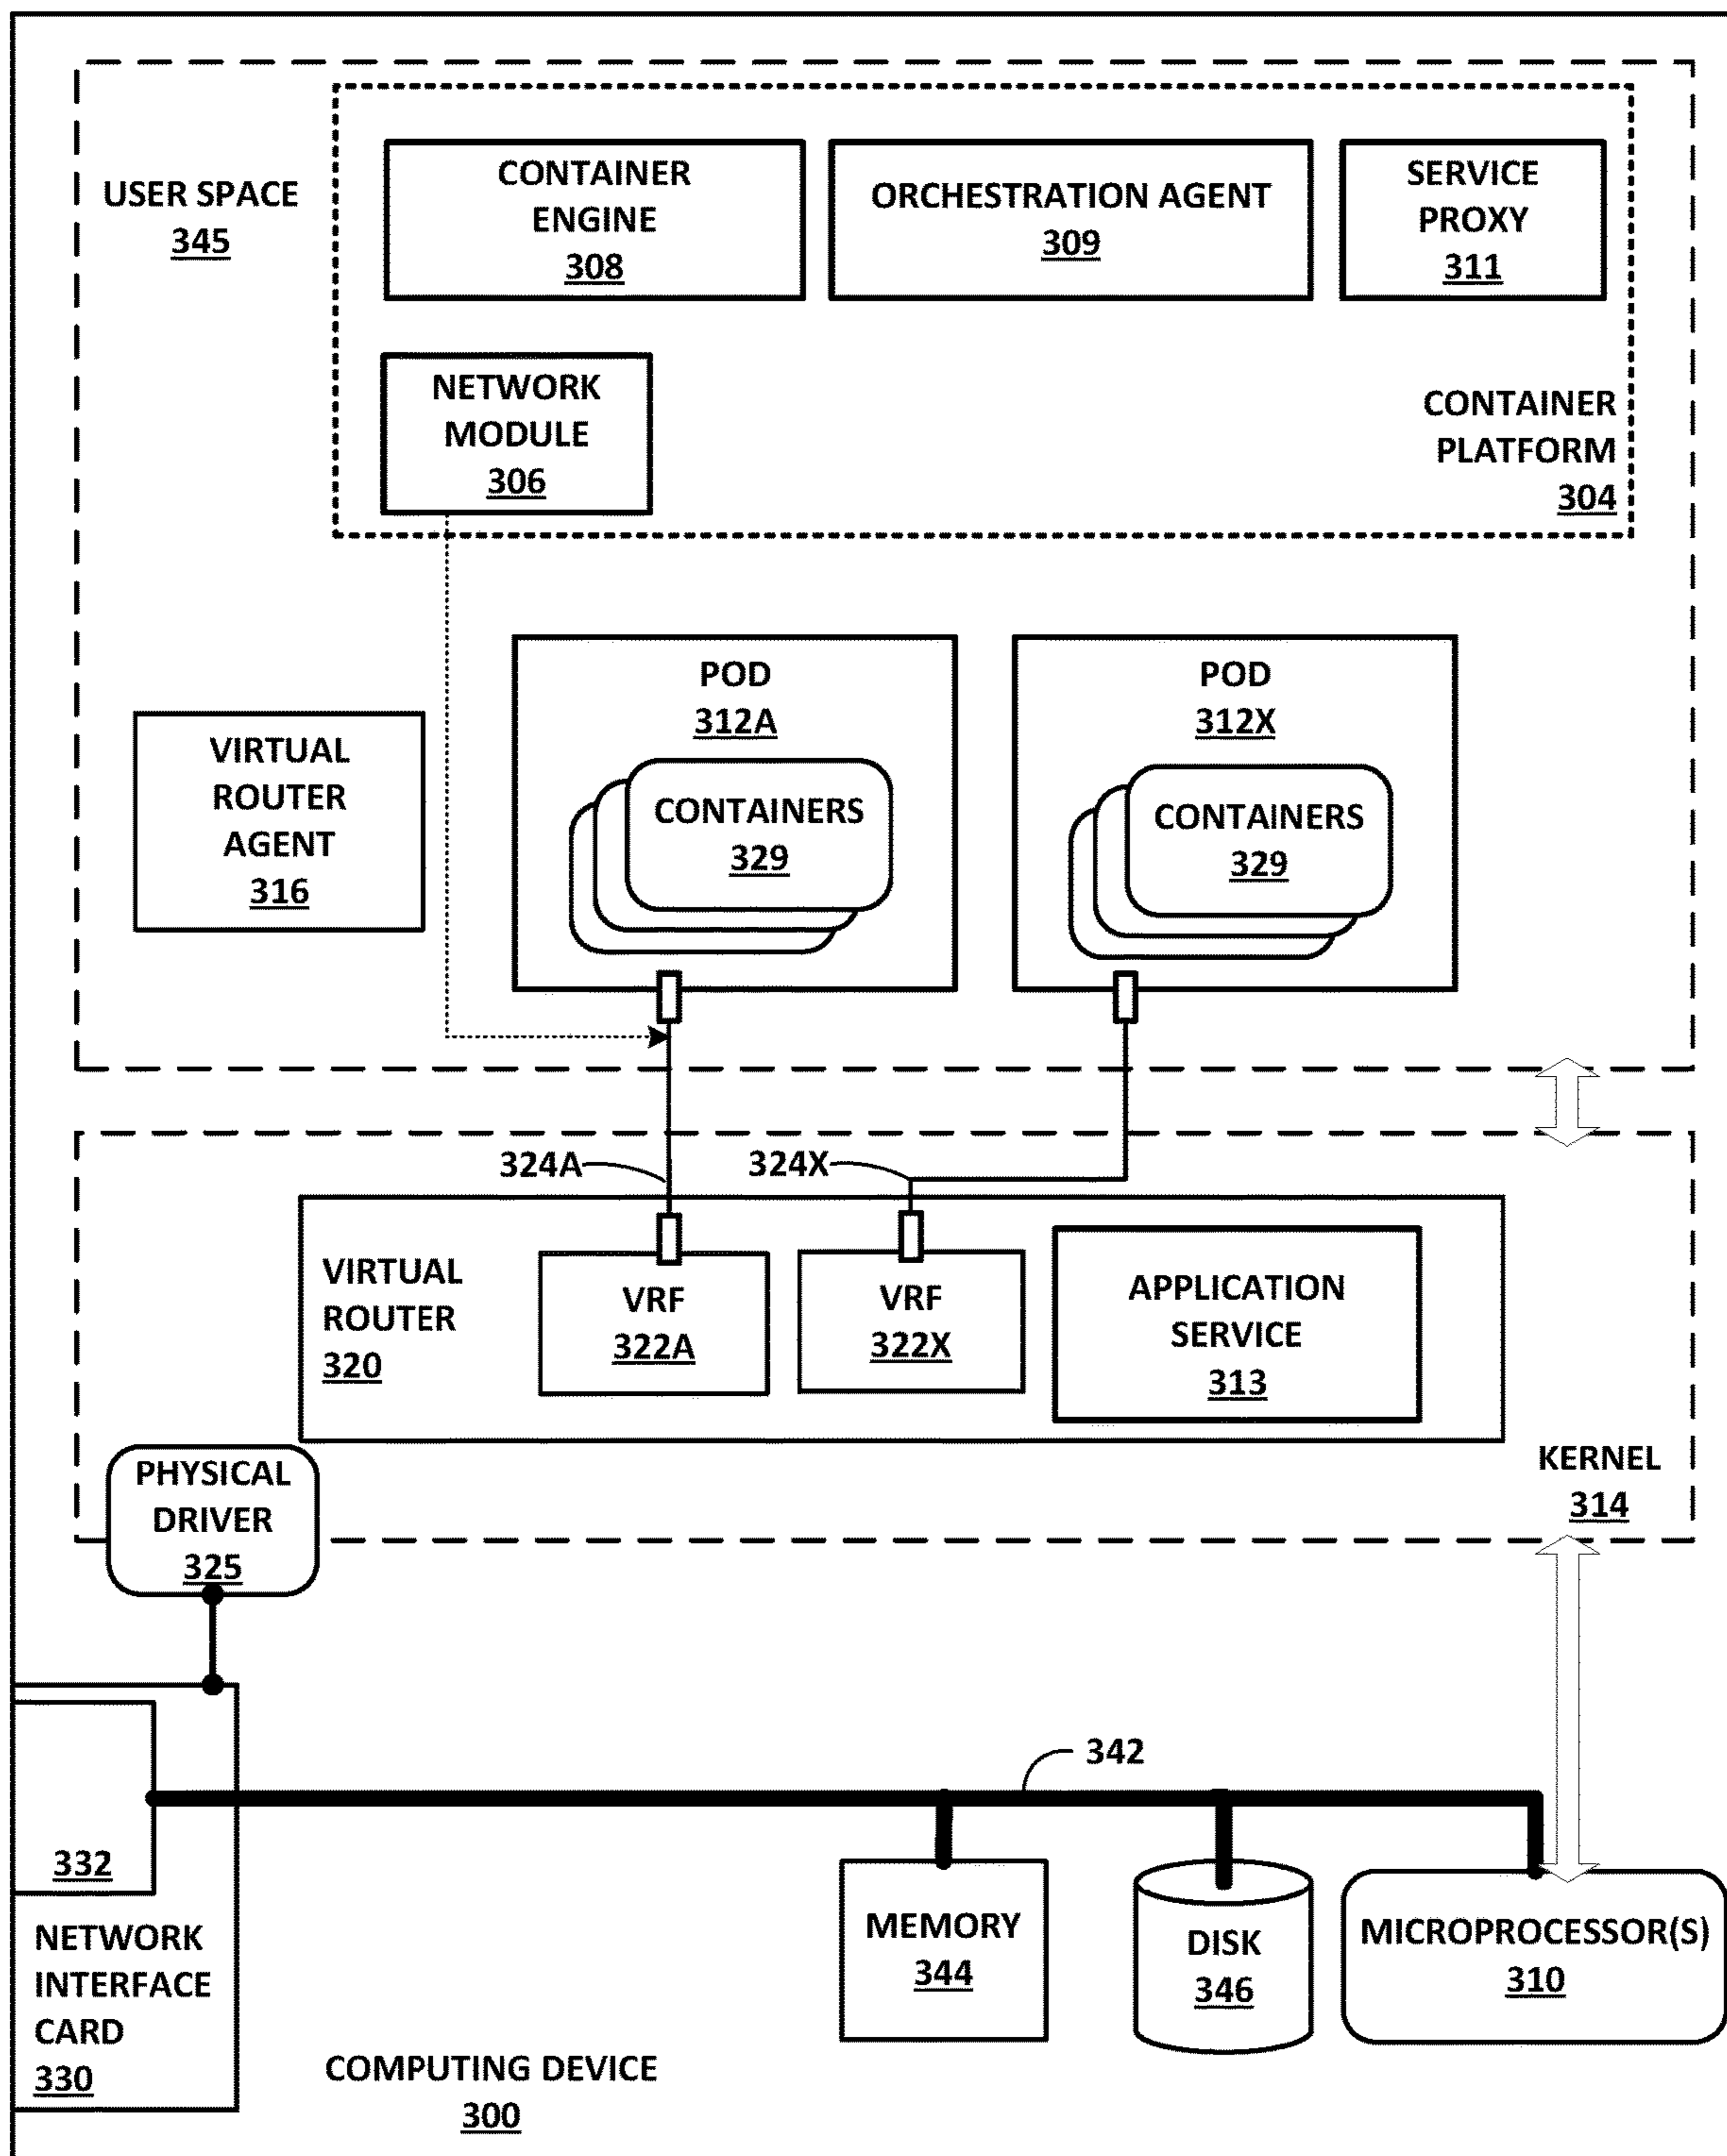 USER SPACE
345
CONTAINER
ENGINE
308
ORCHESTRATION AGENT
309
SERVICE
PROXY
311
NETWORK
MODULE
306
CONTAINER
PLATFORM
304
VIRTUAL
ROUTER
AGENT
316
POD
312A
CONTAINERS
329
POD
312X
CONTAINERS
329
324A
324X
VIRTUAL
ROUTER
320
VRF
322A
VRF
322X
APPLICATION
SERVICE
313
KERNEL
314
PHYSICAL
DRIVER
325
342
332
NETWORK
INTERFACE
CARD
330
MEMORY
344
DISK
346
MICROPROCESSOR(S)
310
COMPUTING DEVICE
300